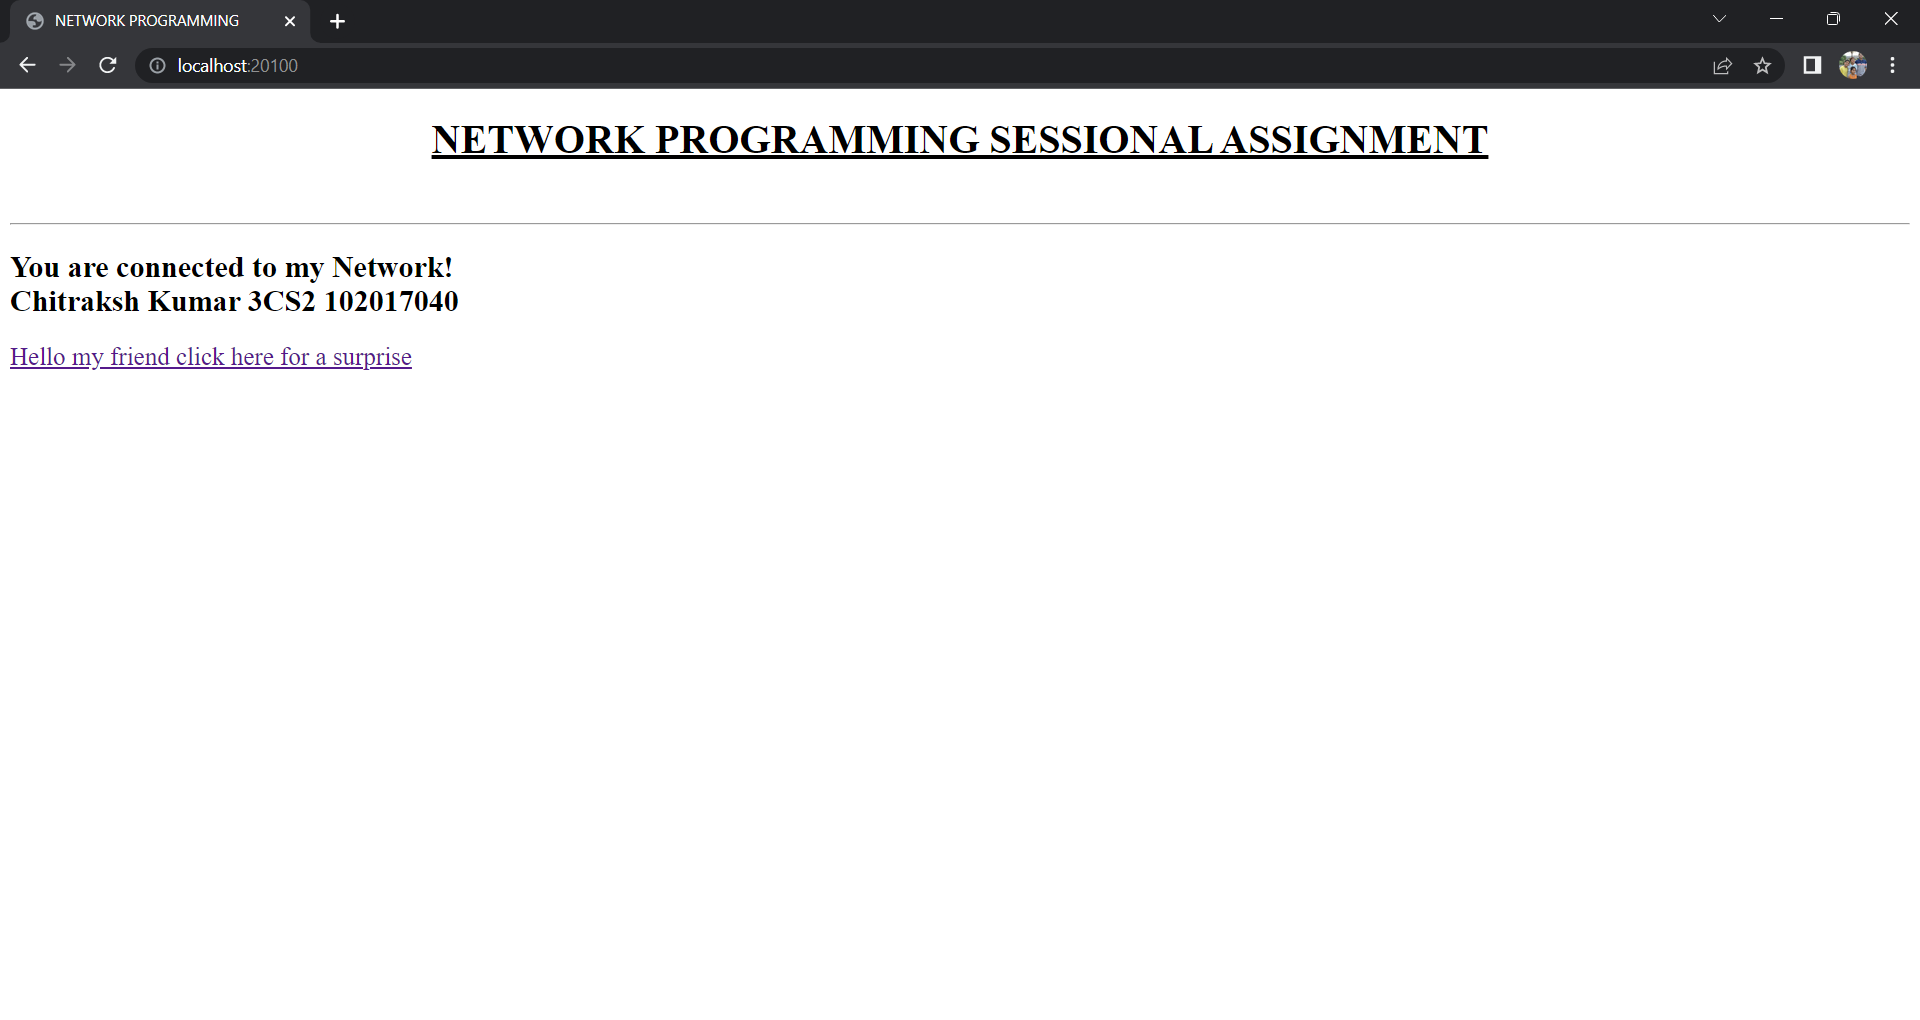 NETWORK PROGRAMMING
localhost:20100
NETWORK PROGRAMMING SESSIONAL ASSIGNMENT
You are connected to my Network!
Chitraksh Kumar 3CS2 102017040
Hello my friend click here for a surprise